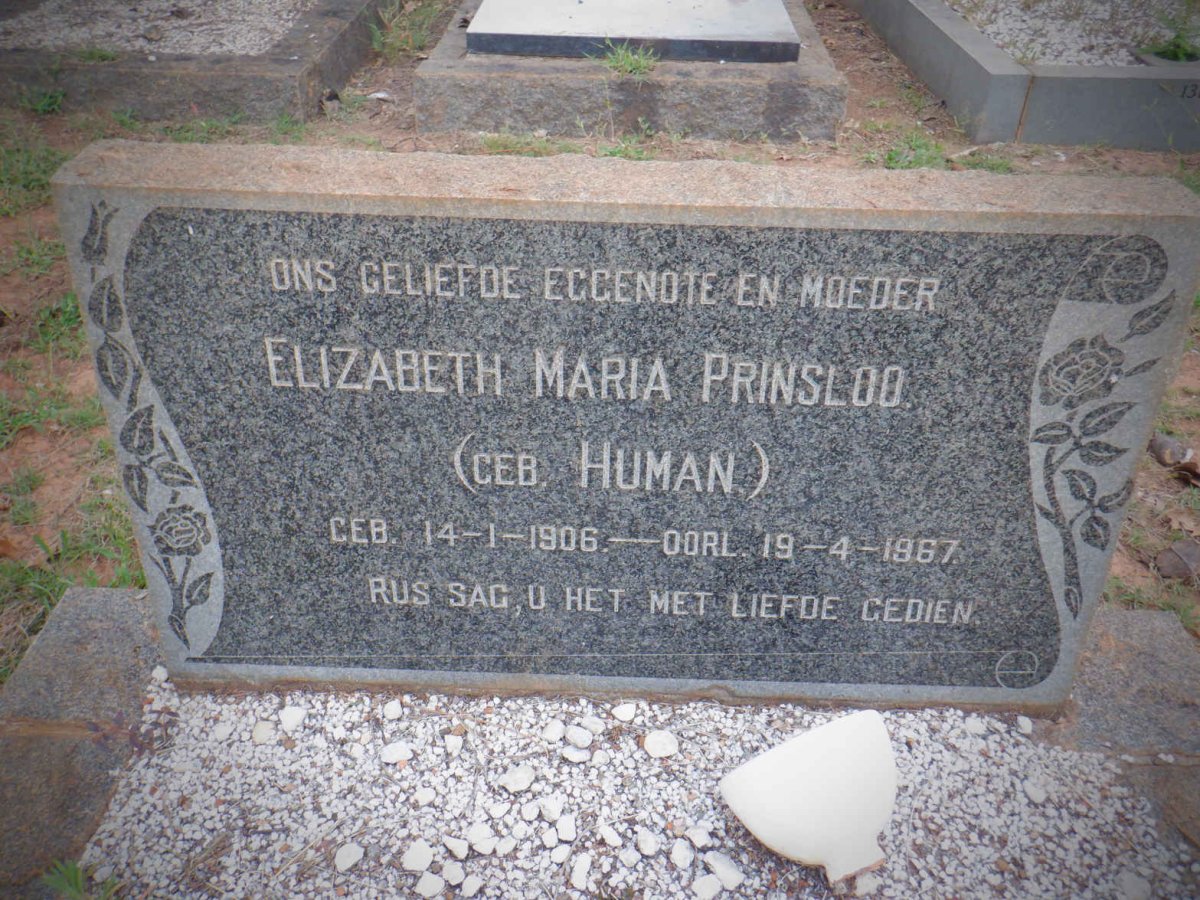 ONS GELIEFDE EGGENOTE EN MOEDER
ELIZABETH MARIA PRINSLOO.
(GEB. HUMAN.)
GEB. 14-1-1906.—OORL. 19-4-1967.
RUS SAG, U HET MET LIEFDE GEDIEN.
13